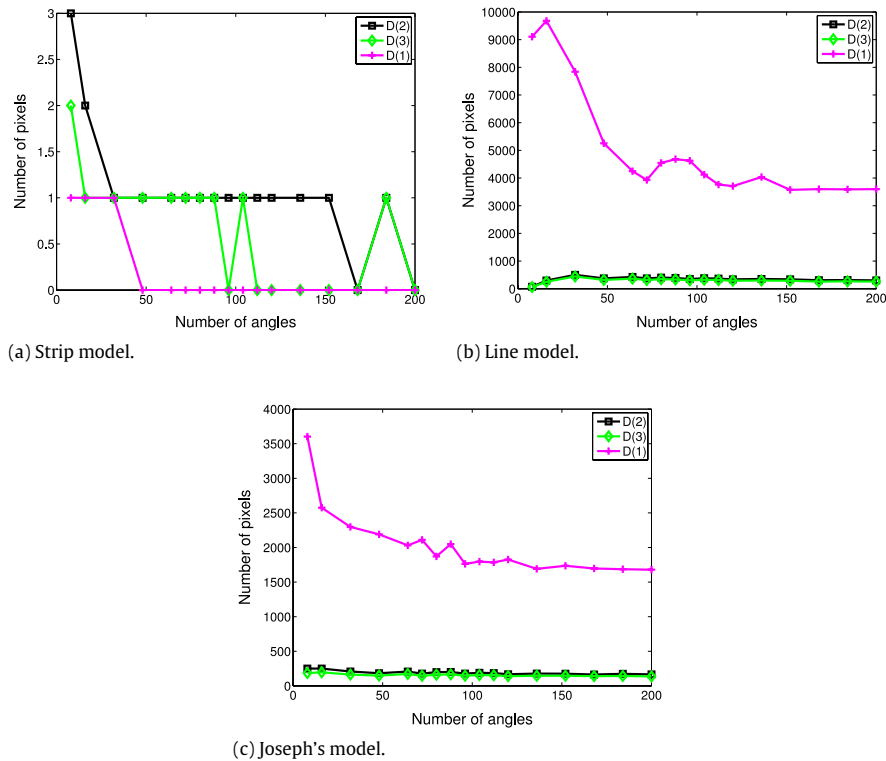 3
2.5
2
1.5
1
0.5
0
0 50 100 150 200
Number of pixels
Number of angles
D(2)
D(3)
D(1)
(a) Strip model.
10000
9000
8000
7000
6000
5000
4000
3000
2000
1000
0
0 50 100 150 200
Number of pixels
Number of angles
D(2)
D(3)
D(1)
(b) Line model.
4000
3500
3000
2500
2000
1500
1000
500
0
0 50 100 150 200
Number of pixels
Number of angles
D(2)
D(3)
D(1)
(c) Joseph's model.